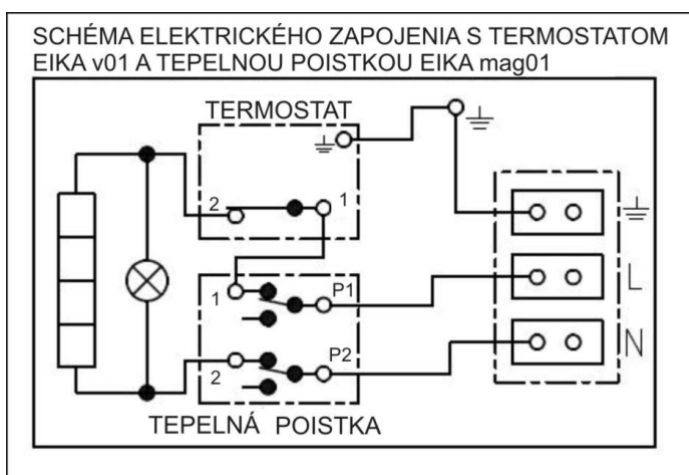 SCHÉMA ELEKTRICKÉHO ZAPOJENIA S TERMOSTATOM
EIKA v01 A TEPELNOU POISTKOU EIKA mag01
TERMOSTAT
2
1
1
P1
L
2
P2
N
TEPELNÁ POISTKA